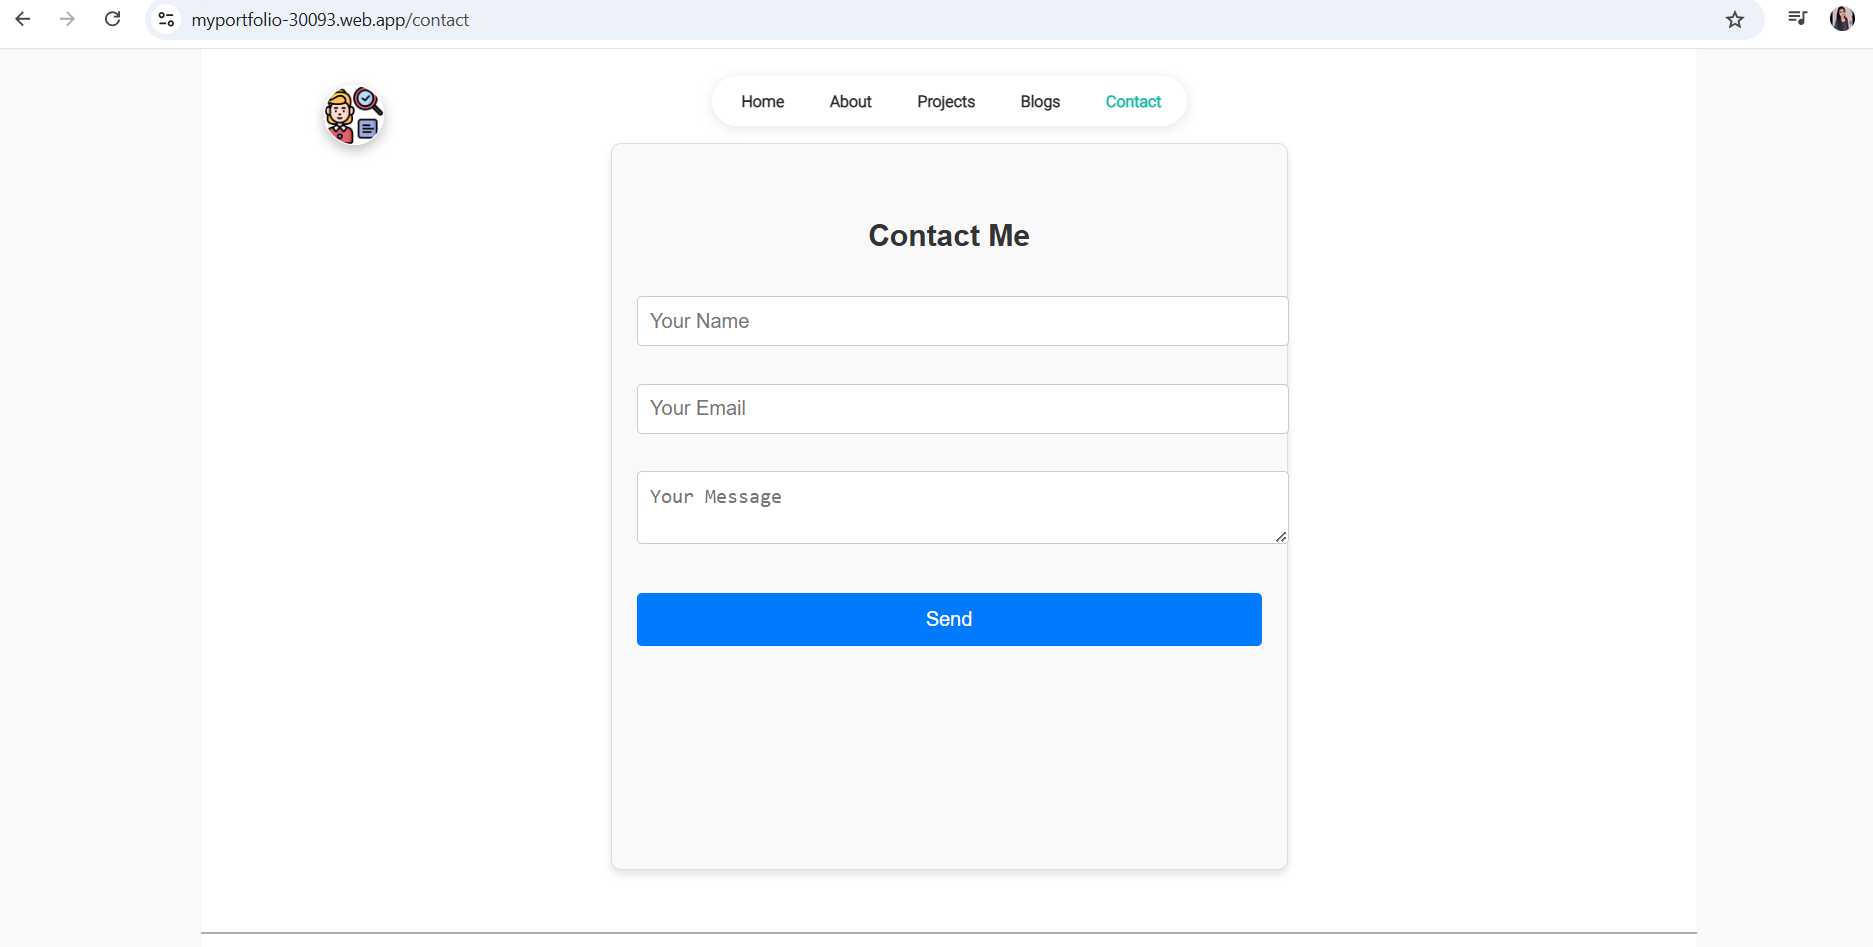 myportfolio-30093.web.app/contact
Home About Projects Blogs Contact
Contact Me
Your Name
Your Email
Your Message
Send